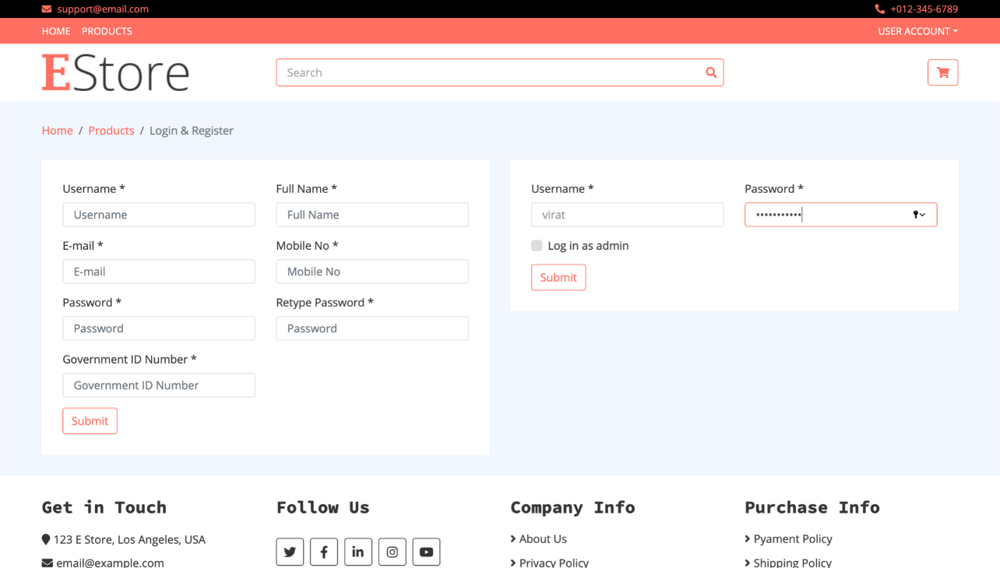 support@email.com +012-345-6789
HOME PRODUCTS USER ACCOUNT
EStore Search
Home / Products / Login & Register
Username * Full Name *
Username Full Name
E-mail * Mobile No *
E-mail Mobile No
Password * Retype Password *
Password Password
Government ID Number *
Government ID Number
Submit
Username * Password *
virat •••••••••••
Log in as admin
Submit
Get in Touch
123 E Store, Los Angeles, USA
email@example.com
Follow Us
Company Info
About Us
Privacy Policy
Purchase Info
Pyament Policy
Shipping Policy